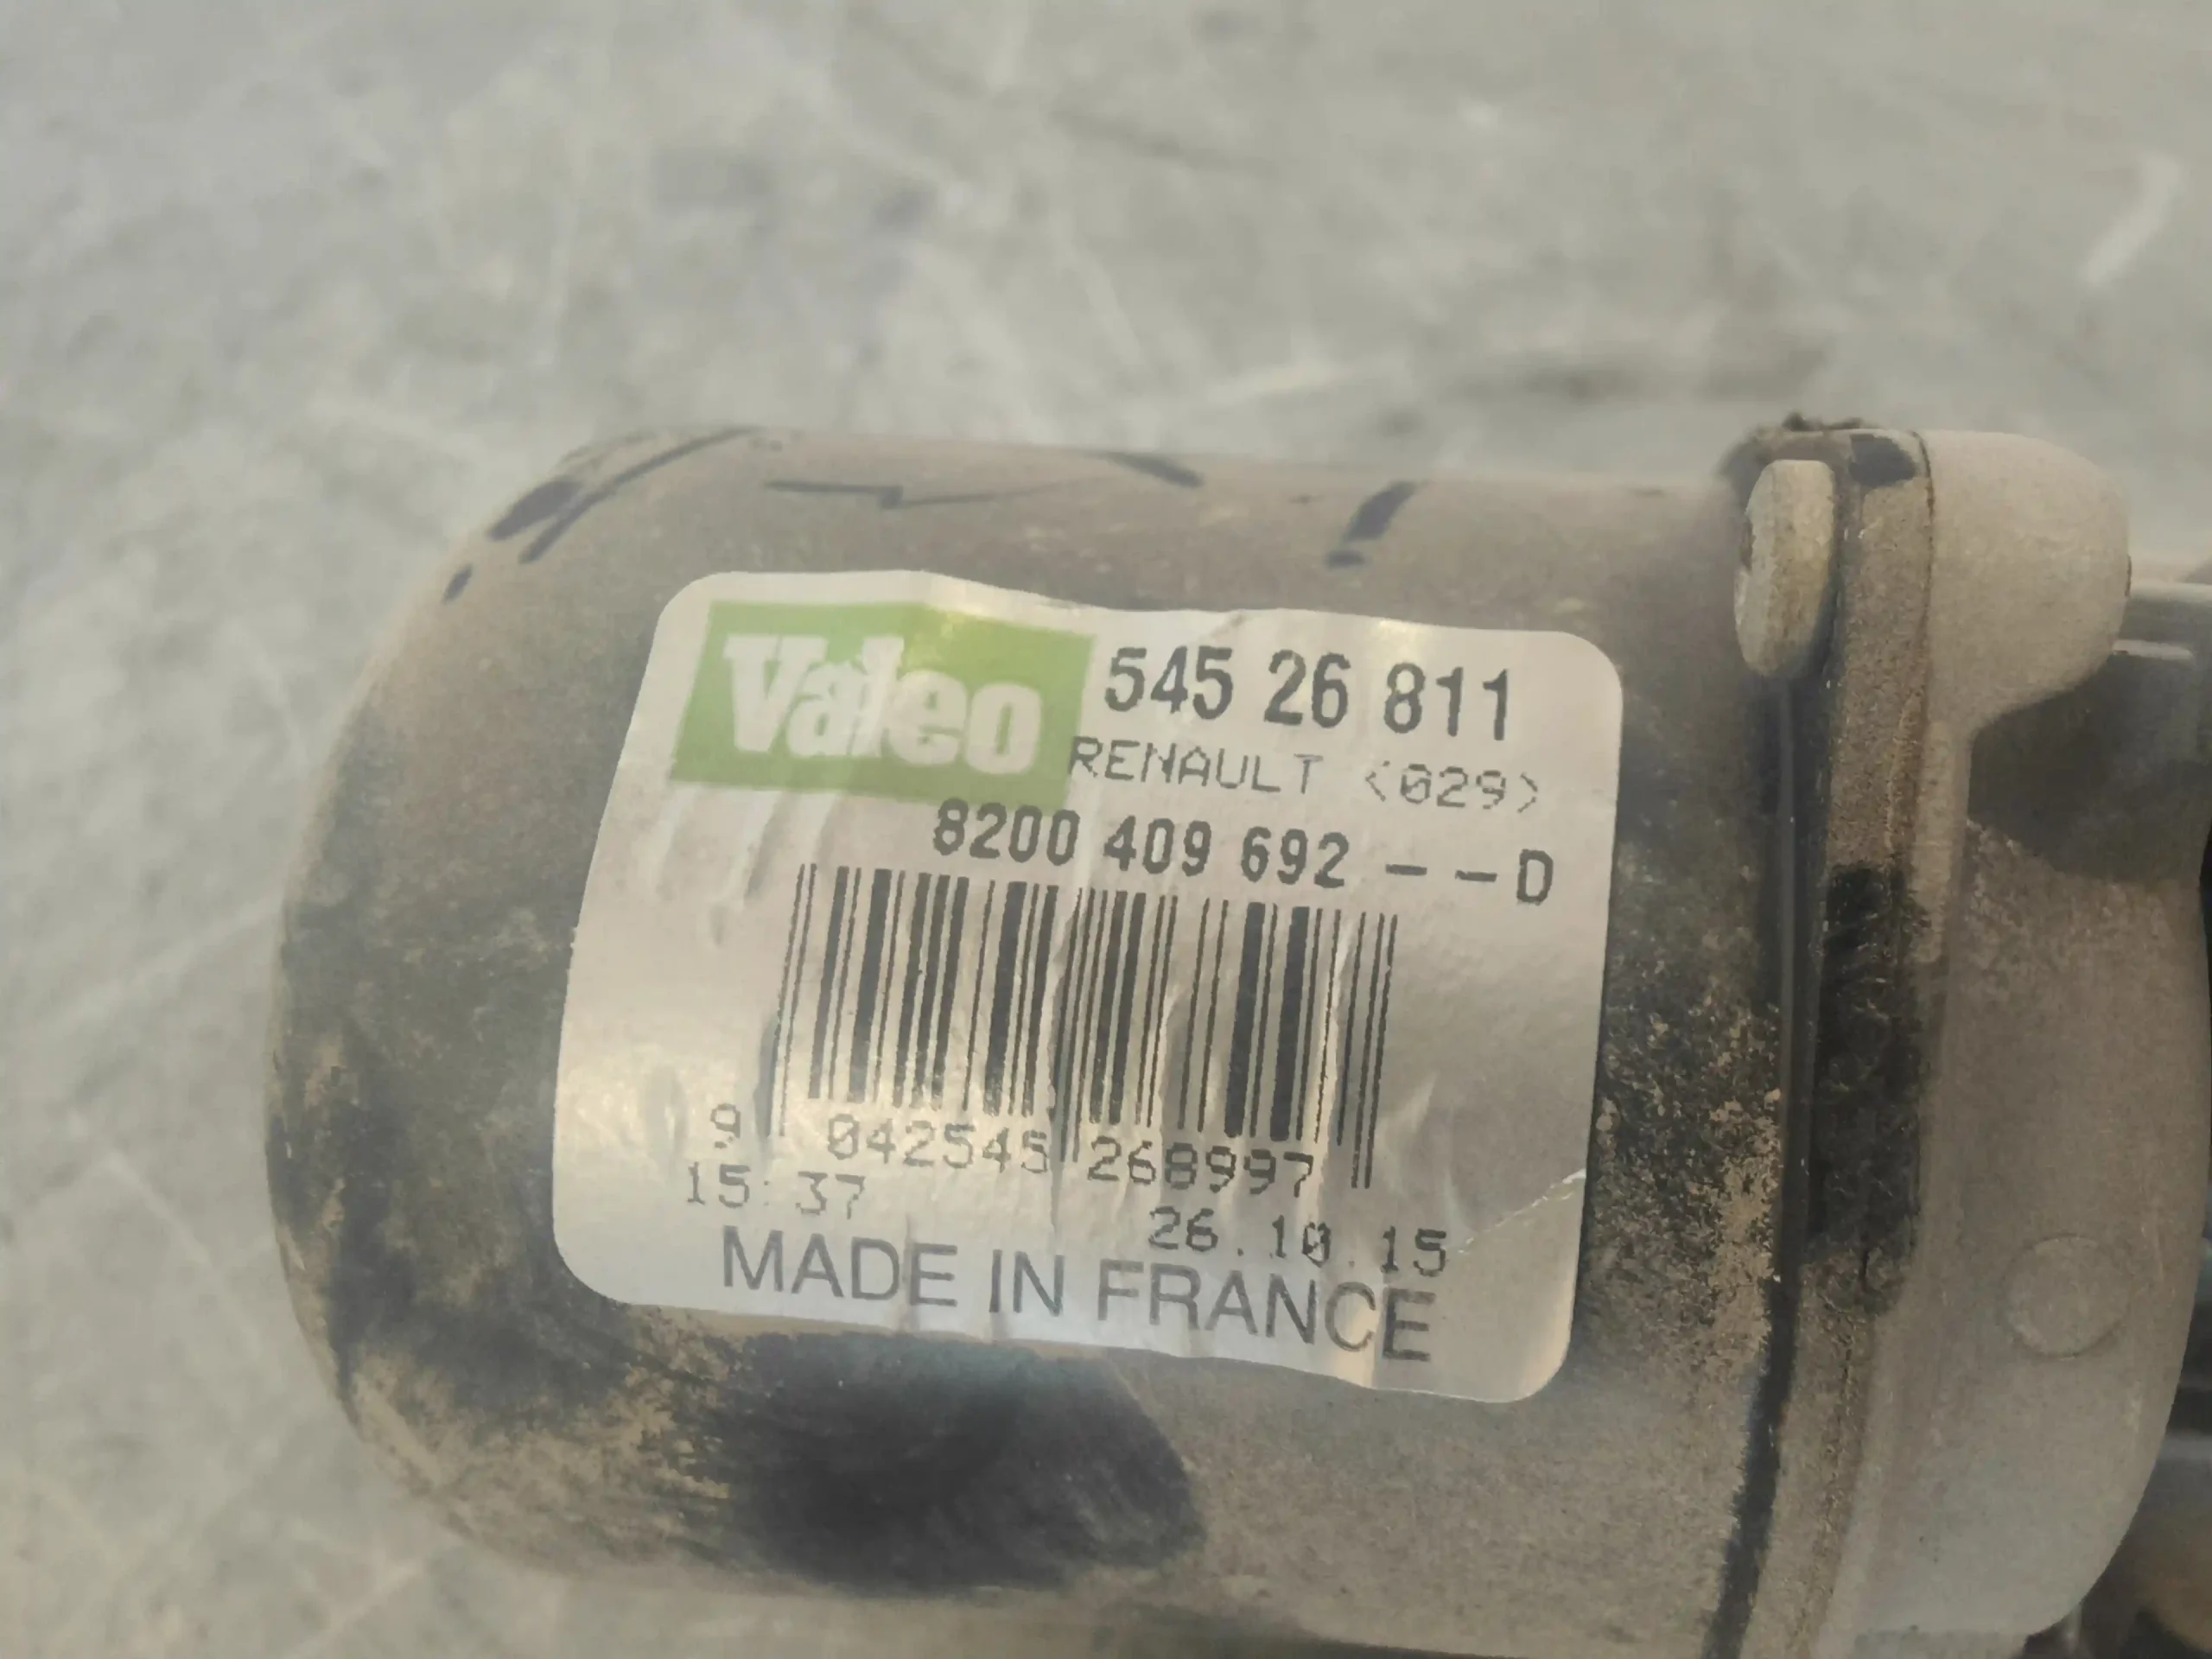 Valeo 545 26 811
RENAULT <029>
8200 409 692 - - D
9 042545 268997
15:37 26.10.15
MADE IN FRANCE